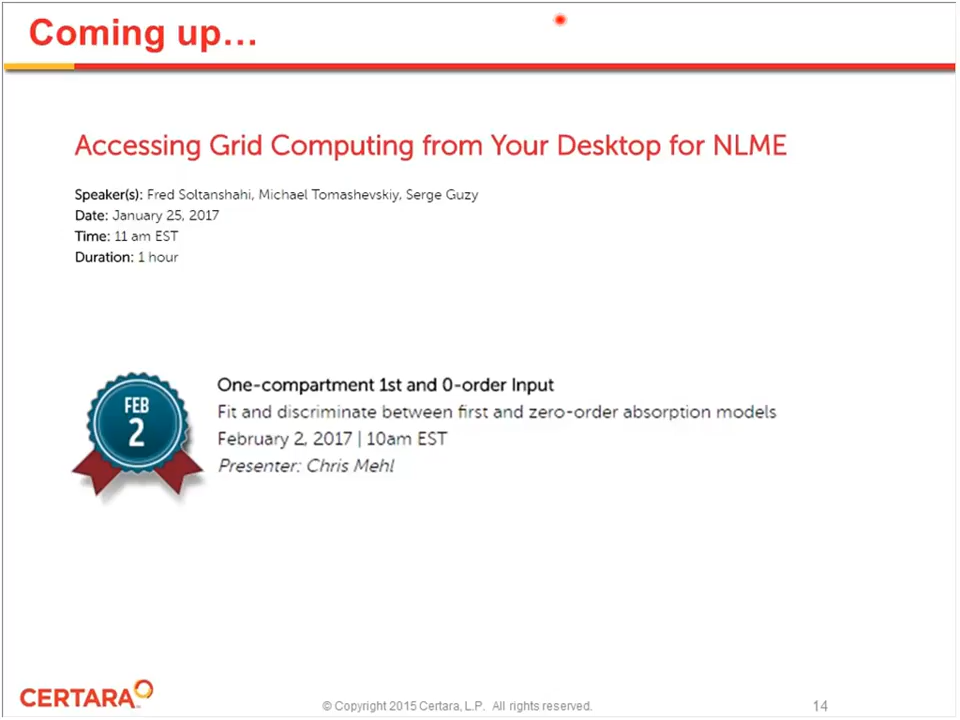 Coming up…
Accessing Grid Computing from Your Desktop for NLME
Speaker(s): Fred Soltanshahi, Michael Tomashevskiy, Serge Guzy
Date: January 25, 2017
Time: 11 am EST
Duration: 1 hour
FEB
2
One-compartment 1st and 0-order Input
Fit and discriminate between first and zero-order absorption models
February 2, 2017 | 10am EST
Presenter: Chris Mehl
CERTARA
© Copyright 2015 Certara, L.P. All rights reserved.
14